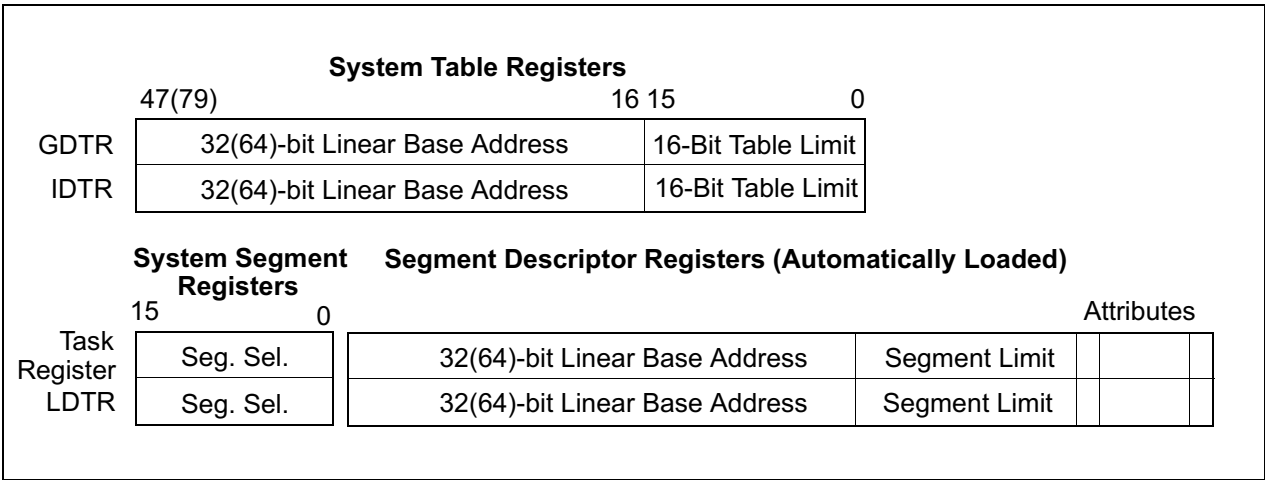 System Table Registers
47(79) 16 15 0
GDTR 32(64)-bit Linear Base Address 16-Bit Table Limit
IDTR 32(64)-bit Linear Base Address 16-Bit Table Limit
System Segment Registers Segment Descriptor Registers (Automatically Loaded)
15 0 Attributes
Task Register Seg. Sel. 32(64)-bit Linear Base Address Segment Limit
LDTR Seg. Sel. 32(64)-bit Linear Base Address Segment Limit